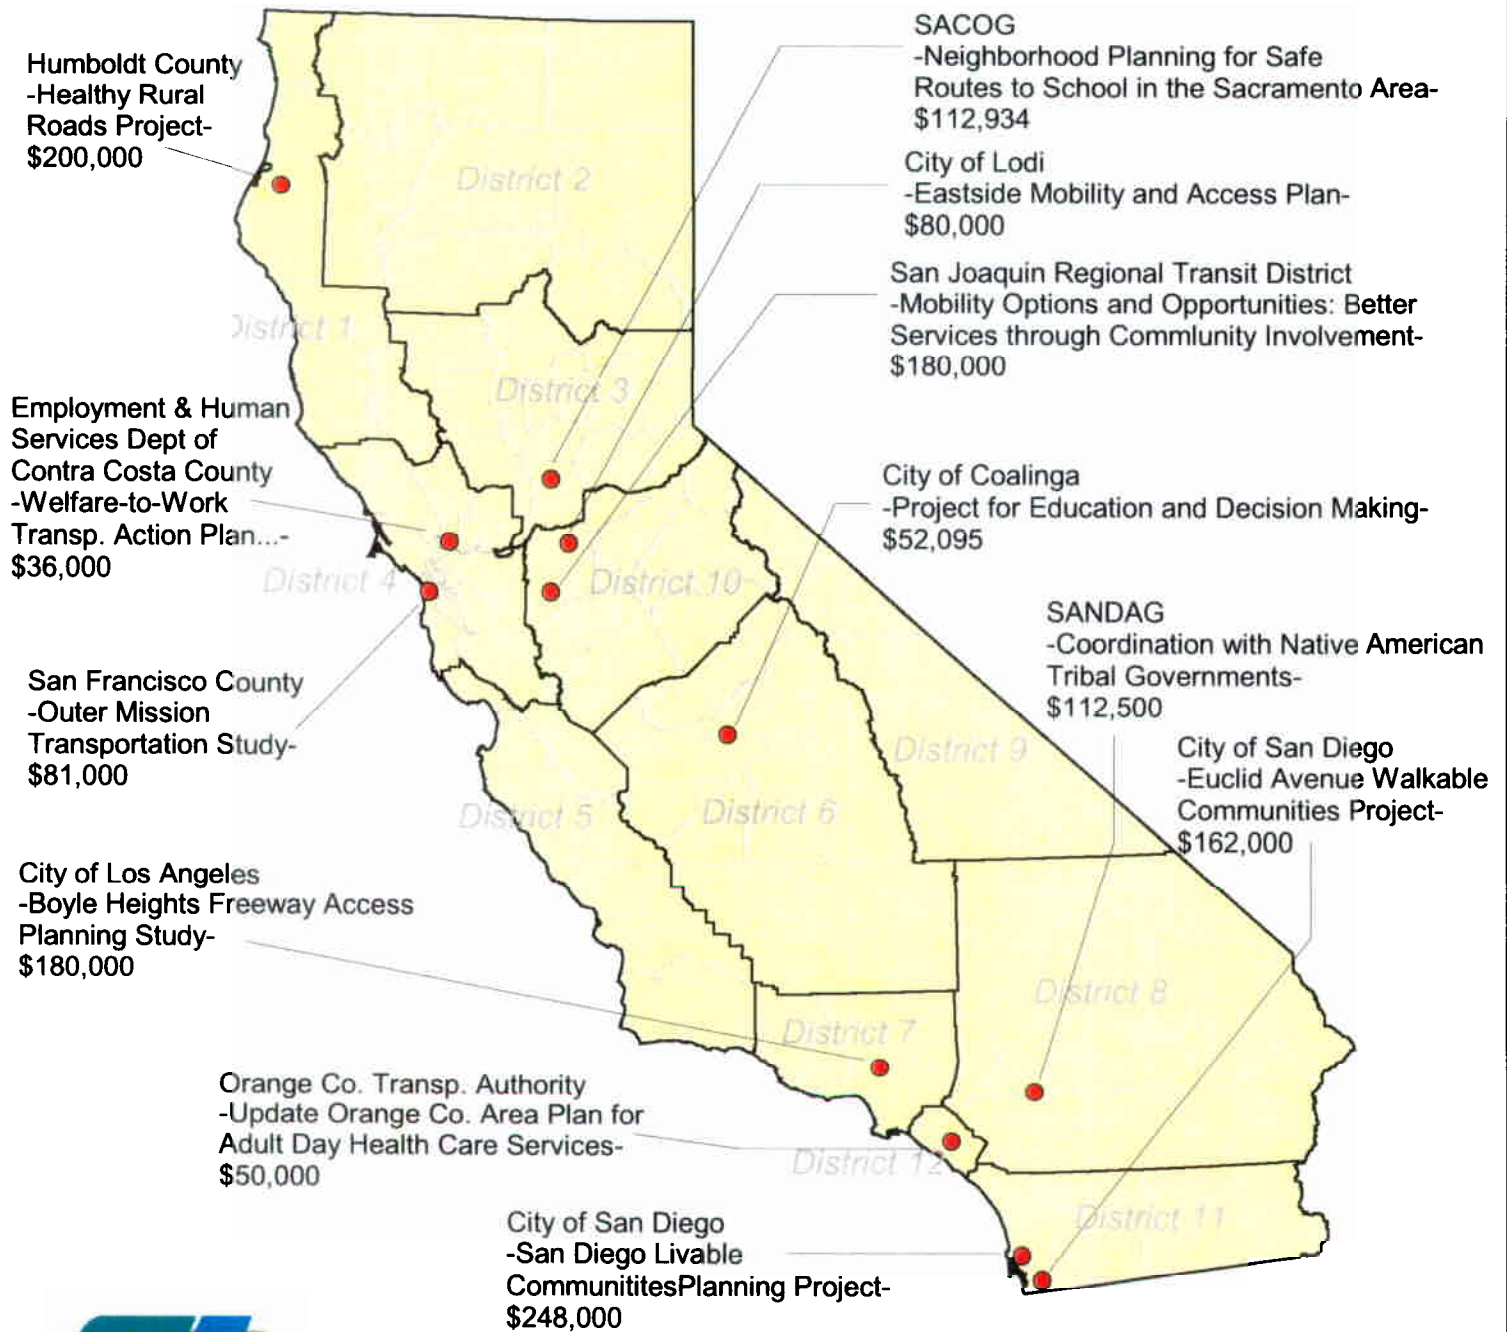 Humboldt County
-Healthy Rural
Roads Project-
$200,000
SACOG
-Neighborhood Planning for Safe
Routes to School in the Sacramento Area-
$112,934
City of Lodi
-Eastside Mobility and Access Plan-
$80,000
San Joaquin Regional Transit District
-Mobility Options and Opportunities: Better
Services through Commlunity Involvement-
$180,000
District 2
District 1
District 3
Employment & Human
Services Dept of
Contra Costa County
-Welfare-to-Work
Transp. Action Plan...-
$36,000
City of Coalinga
-Project for Education and Decision Making-
$52,095
District 4
District 10
SANDAG
-Coordination with Native American
Tribal Governments-
$112,500
San Francisco County
-Outer Mission
Transportation Study-
$81,000
District 9
City of San Diego
-Euclid Avenue Walkable
Communities Project-
$162,000
District 5
District 6
City of Los Angeles
-Boyle Heights Freeway Access
Planning Study-
$180,000
District 8
District 7
Orange Co. Transp. Authority
-Update Orange Co. Area Plan for
Adult Day Health Care Services-
$50,000
District 12
District 11
City of San Diego
-San Diego Livable
CommunititesPlanning Project-
$248,000